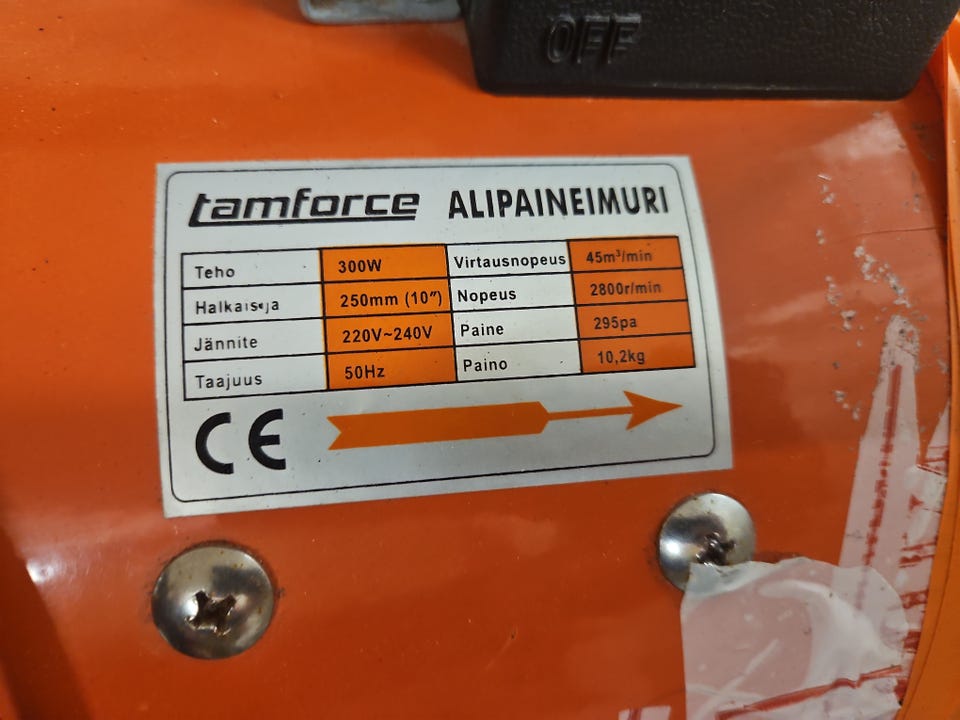 OFF
tamforce ALIPAINEIMURI
Teho 300W Virtausnopeus 45m³/min
Halkaisija 250mm (10") Nopeus 2800r/min
Jännite 220V~240V Paine 295pa
Taajuus 50Hz Paino 10,2kg
CE